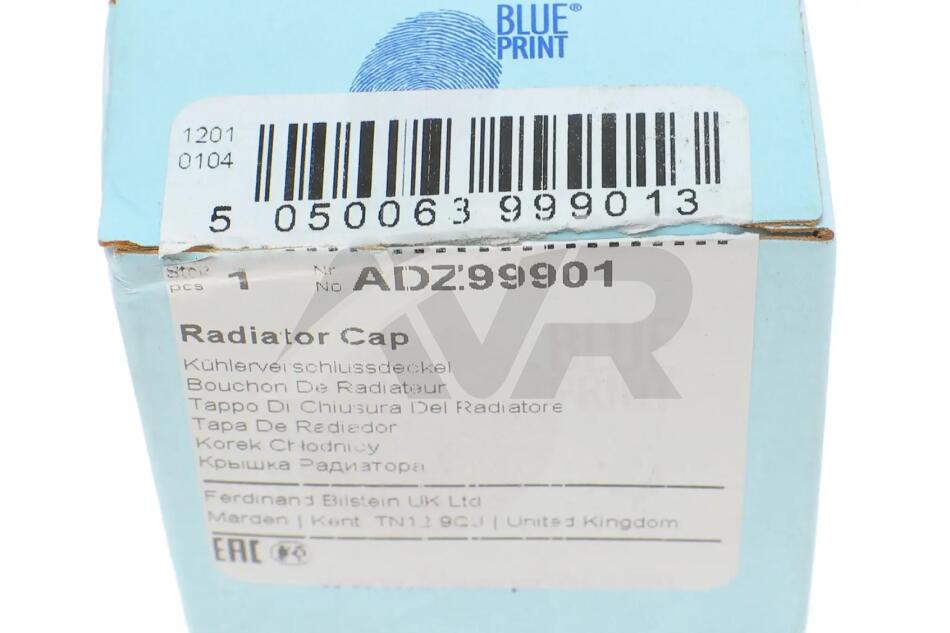 BLUE®
PRINT
1201
0104
5 050063 999013
Stck
pcs
1
Nr
No
ADZ99901
Radiator Cap
Kühlerverschlussdeckel
Bouchon De Radiateur
Tappo Di Chiusura Del Radiatore
Tapa De Radiador
Korek Chłodnicy
Крышка Радиатора
Ferdinand Bilstein UK Ltd
Marden | Kent TN12 | United Kingdom
EAC